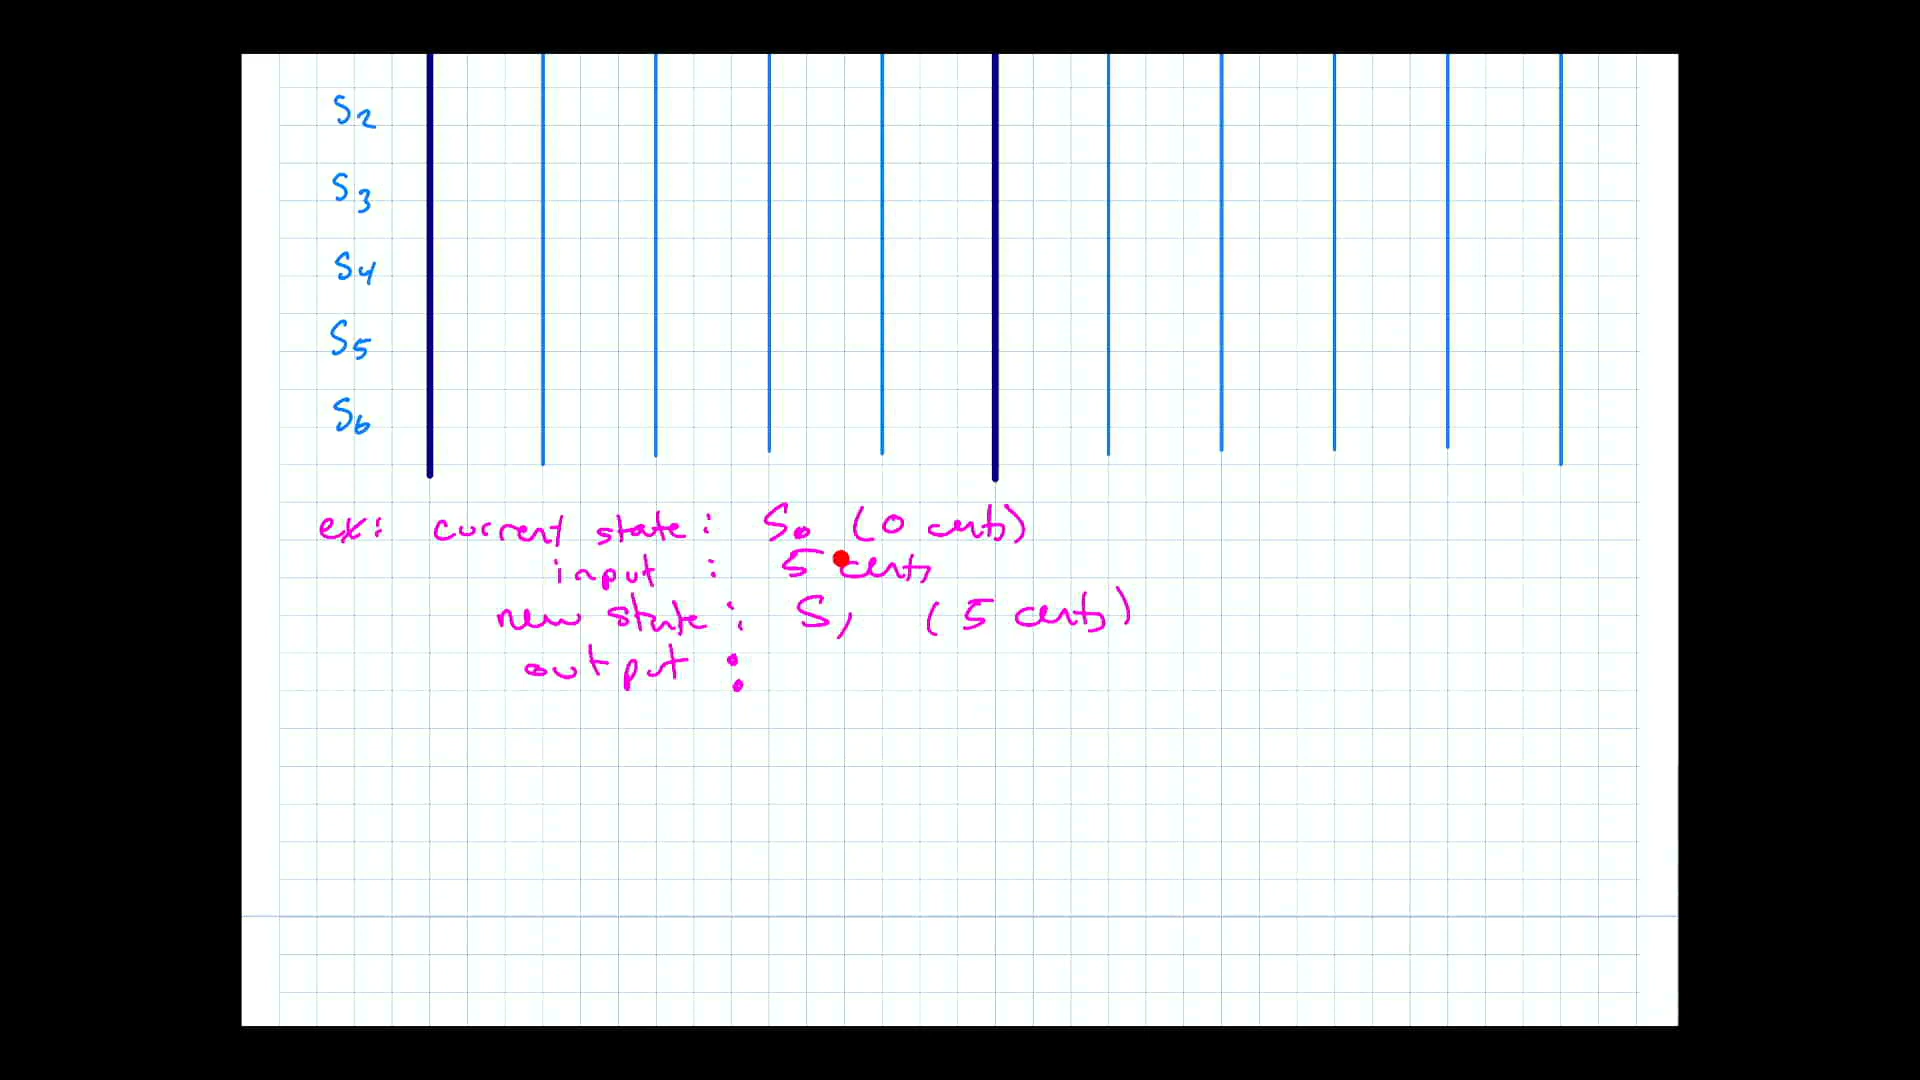 S2
S3
S4
S5
S6
ex: current state: S0 (0 cents)
input : 5 cents
new state: S1 (5 cents)
output :